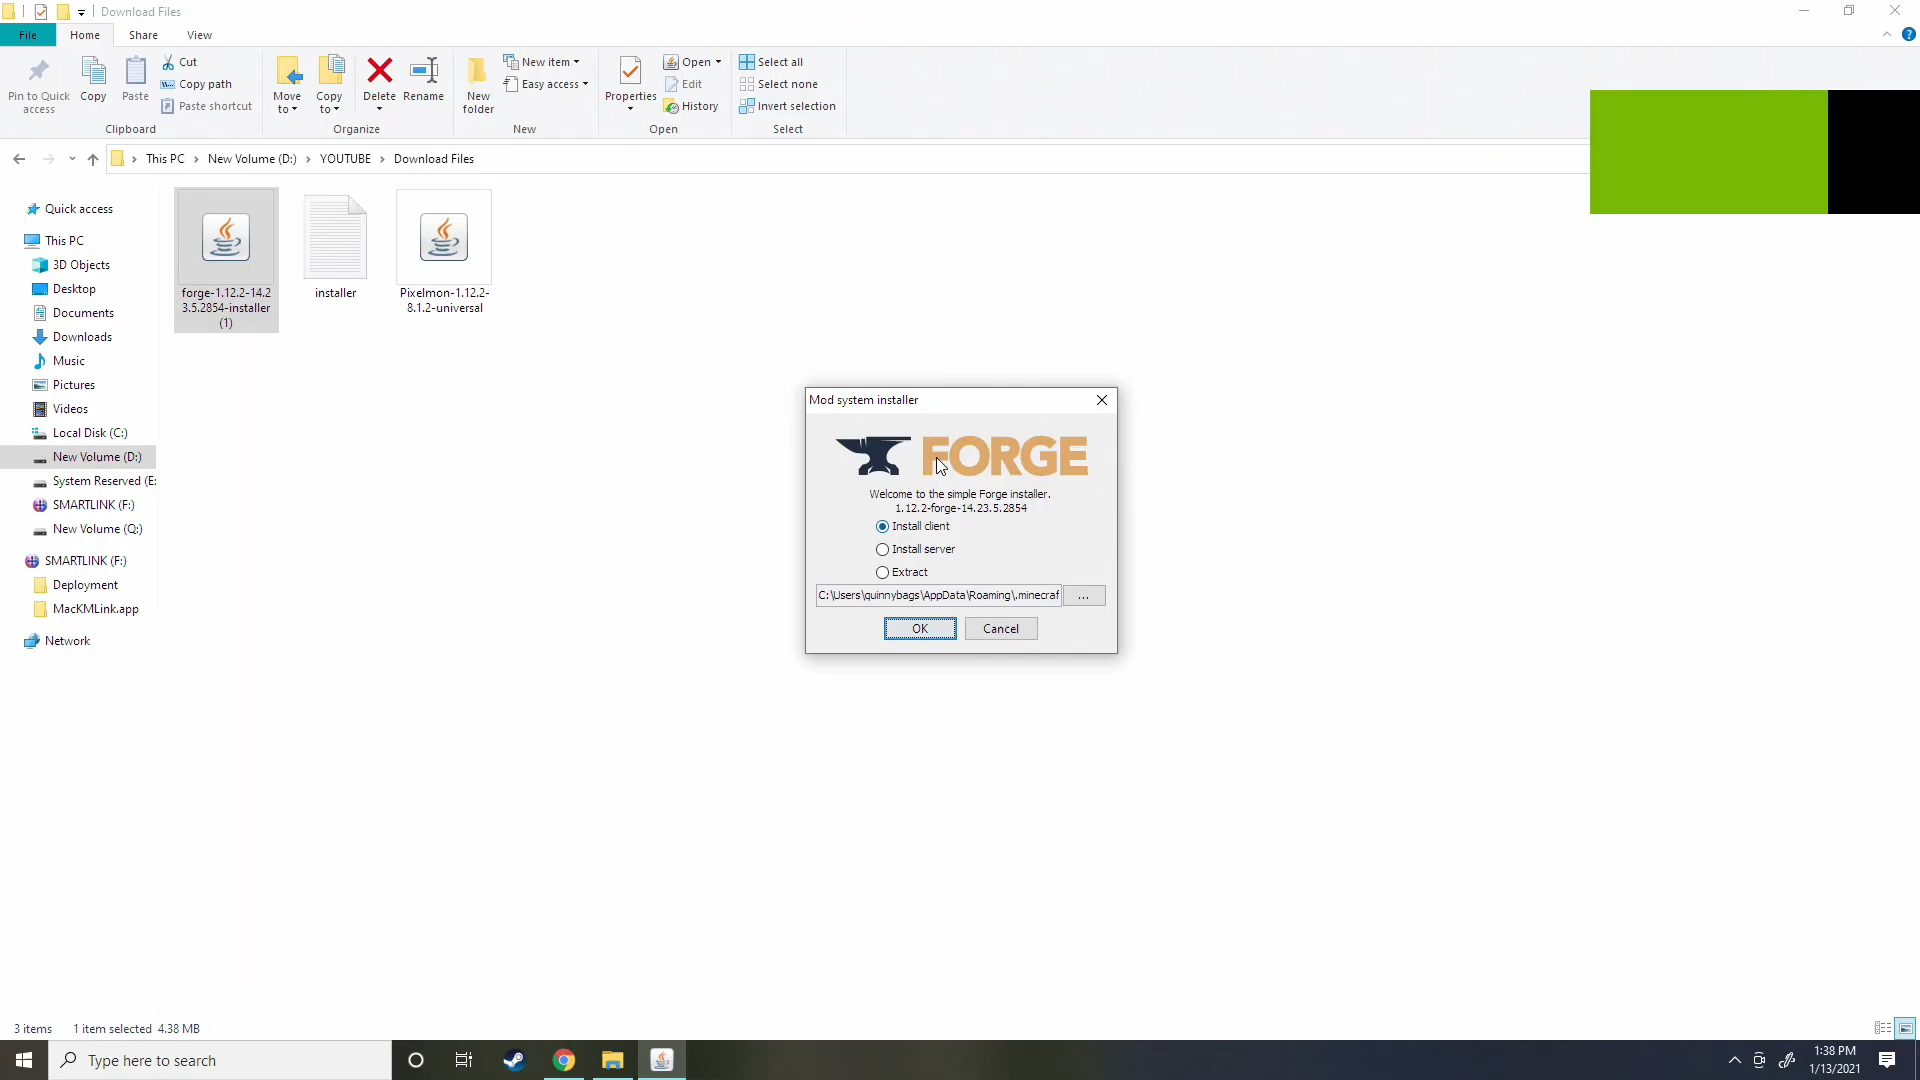 Download Files
File
Home
Share
View
Pin to Quick
access
Copy
Paste
Cut
Copy path
Paste shortcut
Clipboard
Move
to
Copy
to
Delete
Rename
Organize
New
folder
New item
Easy access
New
Properties
Open
Edit
History
Open
Select all
Select none
Invert selection
Select
This PC
New Volume (D:)
YOUTUBE
Download Files
Quick access
This PC
3D Objects
Desktop
Documents
Downloads
Music
Pictures
Videos
Local Disk (C:)
New Volume (D:)
System Reserved (E:
SMARTLINK (F:)
New Volume (Q:)
SMARTLINK (F:)
Deployment
MacKMLink.app
Network
forge-1.12.2-14.2
3.5.2854-installer
(1)
installer
Pixelmon-1.12.2-
8.1.2-universal
Mod system installer
FORGE
Welcome to the simple Forge installer.
1.12.2-forge-14.23.5.2854
Install client
Install server
Extract
C:\Users\quinnybags\AppData\Roaming\.minecraf
...
OK
Cancel
3 items
1 item selected 4.38 MB
Type here to search
1:38 PM
1/13/2021